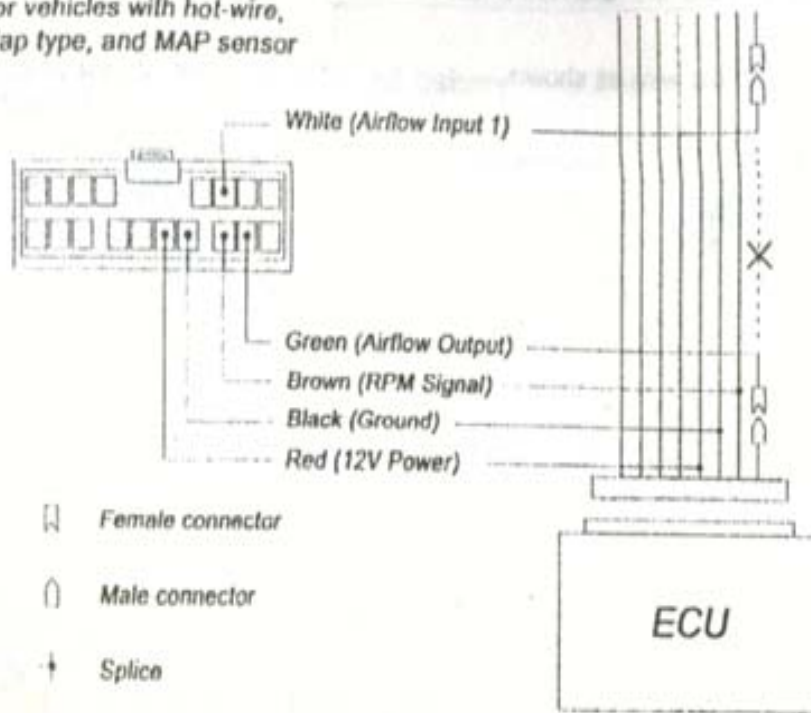 or vehicles with hot-wire,
ap type, and MAP sensor
White (Airflow Input 1)
Green (Airflow Output)
Brown (RPM Signal)
Black (Ground)
Red (12V Power)
Female connector
Male connector
Splice
ECU